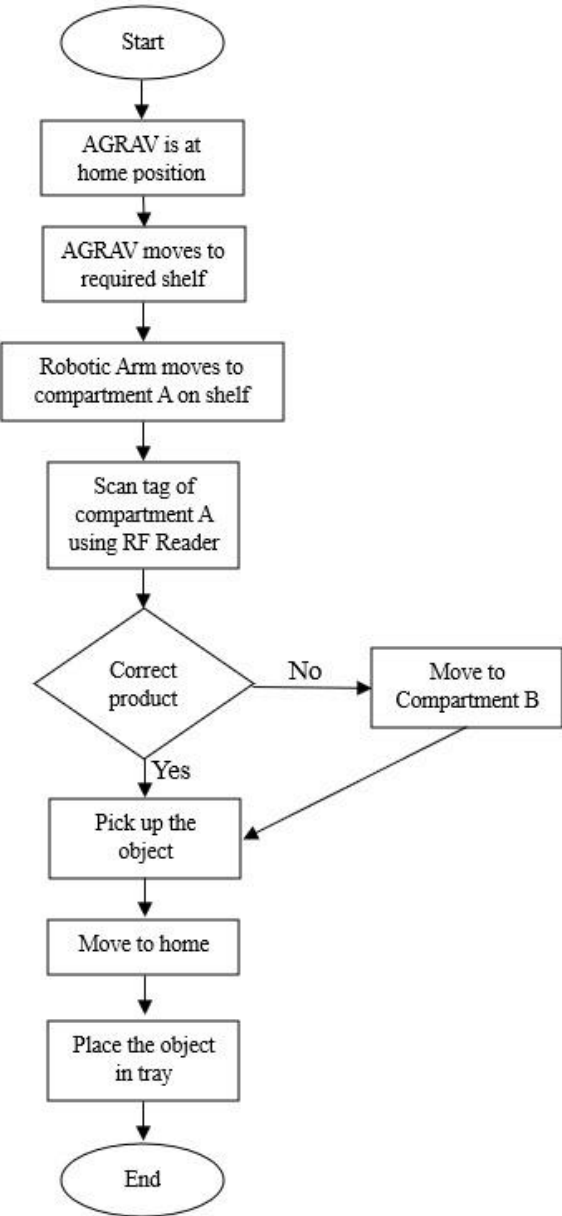 Start
AGRAV is at
home position
AGRAV moves to
required shelf
Robotic Arm moves to
compartment A on shelf
Scan tag of
compartment A
using RF Reader
Correct
product
No
Move to
Compartment B
Yes
Pick up the
object
Move to home
Place the object
in tray
End